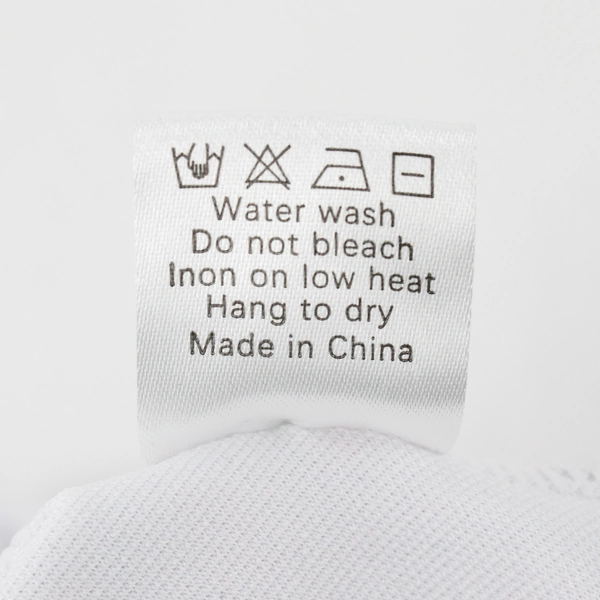 Water wash
Do not bleach
Inon on low heat
Hang to dry
Made in China